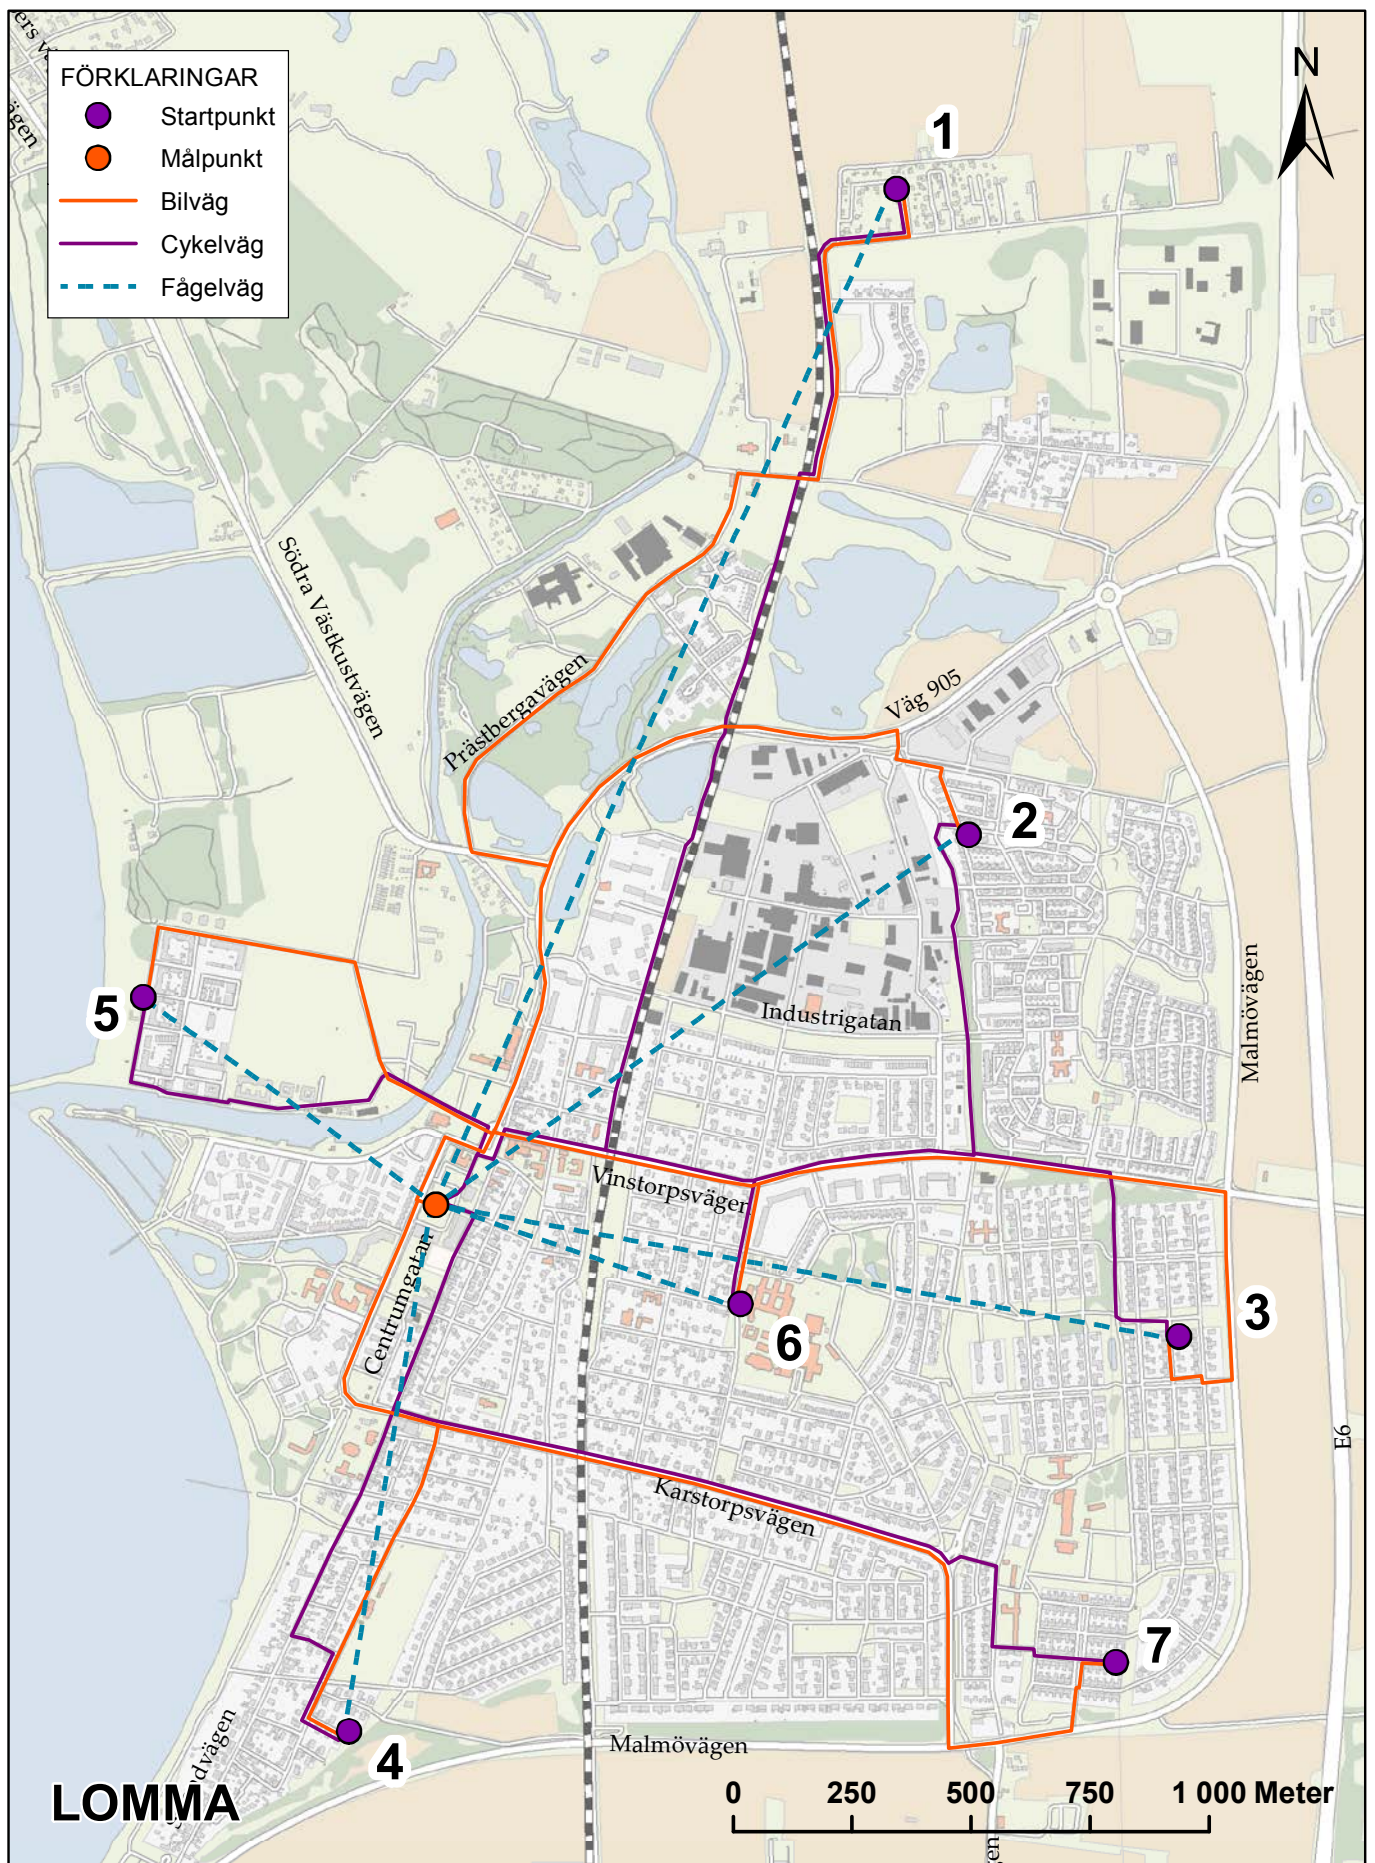 FÖRKLARINGAR
Startpunkt
Målpunkt
Bilväg
Cykelväg
Fågelväg
N
1
Södra Västkustvägen
Prästbergavägen
Väg 905
2
5
Industrigatan
Malmövägen
Vinstorpsvägen
Centrumgatan
3
6
E6
Karstorpsvägen
7
4
Malmövägen
LOMMA
0 250 500 750 1 000 Meter